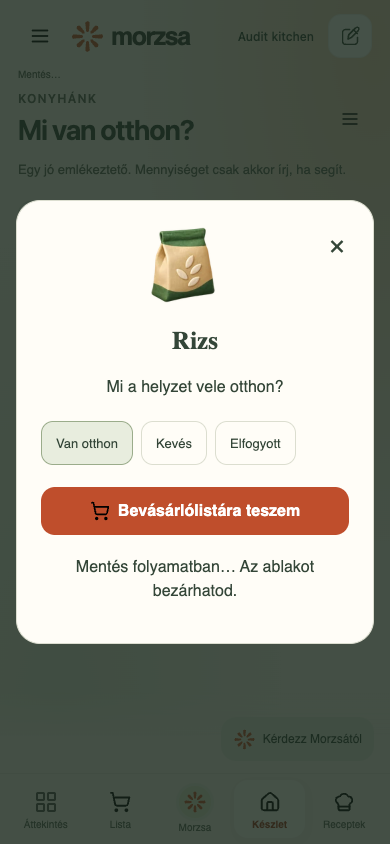 morzsa
Audit kitchen
Mentés...
KONYHÁNK
Mi van otthon?
Egy jó emlékeztető. Mennyiséget csak akkor írj, ha segít.
Rizs
Mi a helyzet vele otthon?
Van otthon
Kevés
Elfogyott
Bevásárlólistára teszem
Mentés folyamatban... Az ablakot
bezárhatod.
Kérdezz Morzsától
Áttekintés
Lista
Morzsa
Készlet
Receptek